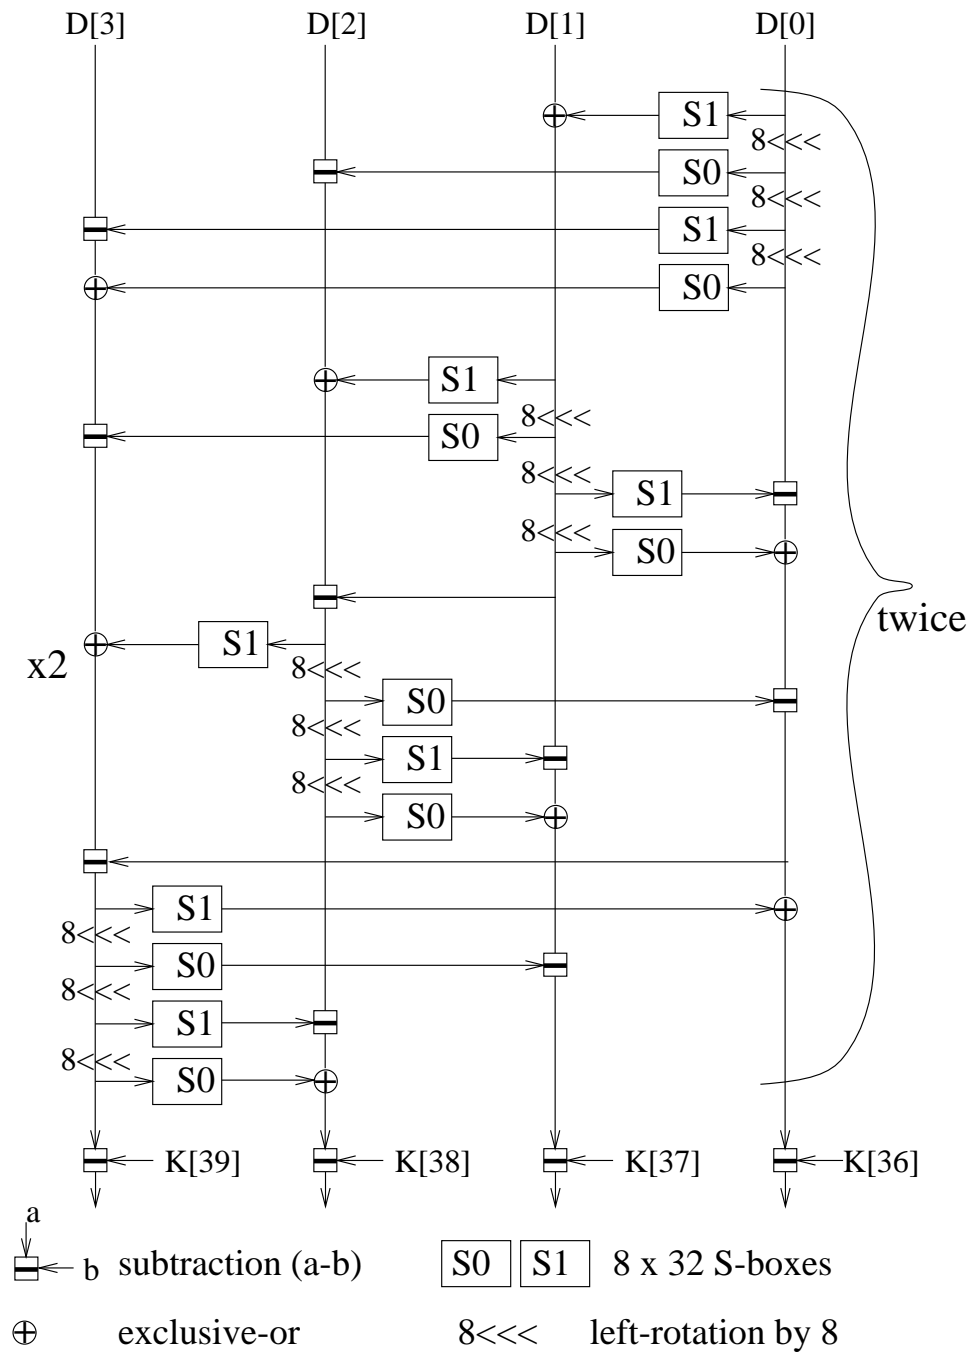 D[3] D[2] D[1] D[0]
S1
8<<<
S0
8<<<
S1
8<<<
S0
S1
8<<<
S0
8<<<
S1
8<<<
S0
twice
S1
x2
8<<<
S0
8<<<
S1
8<<<
S0
S1
8<<<
S0
8<<<
S1
8<<<
S0
K[39] K[38] K[37] K[36]
a
b subtraction (a-b) S0 S1 8 x 32 S-boxes
exclusive-or 8<<< left-rotation by 8